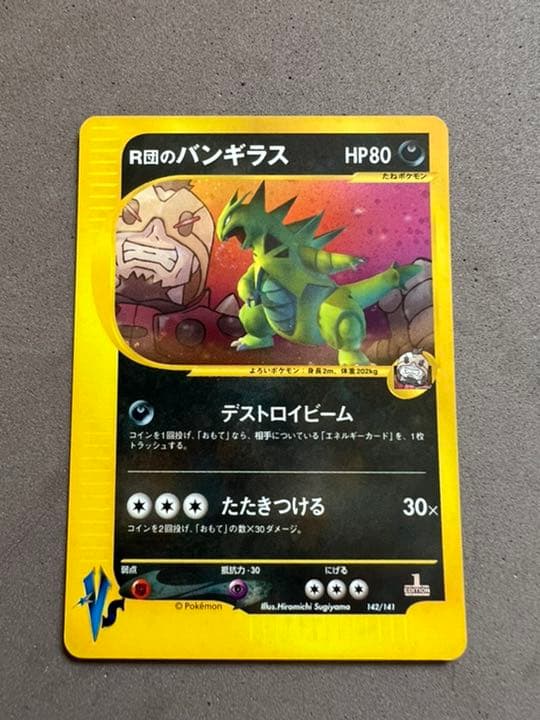 R団のバンギラス HP80
たねポケモン
よろいポケモン：身長2m、体重202kg
デストロイビーム
コインを1回投げ、「おもて」なら、相手についている「エネルギーカード」を、1枚
トラッシュする。
たたきつける 30×
コインを2回投げ、「おもて」の数×30ダメージ。
弱点 抵抗力-30 にげる
VS
1 EDITION
© Pokémon Illus.Hiromichi Sugiyama 142/141